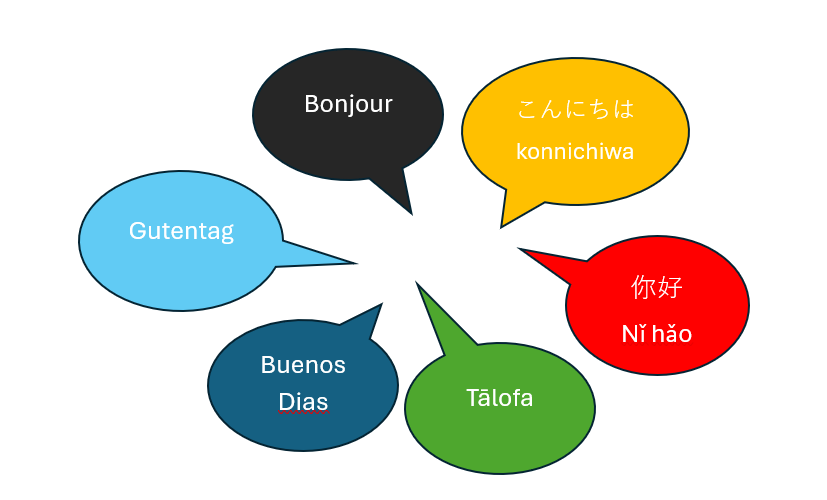 Bonjour
こんにちは
konnichiwa
Gutentag
你好
Nǐ hǎo
Buenos
Dias
Tālofa